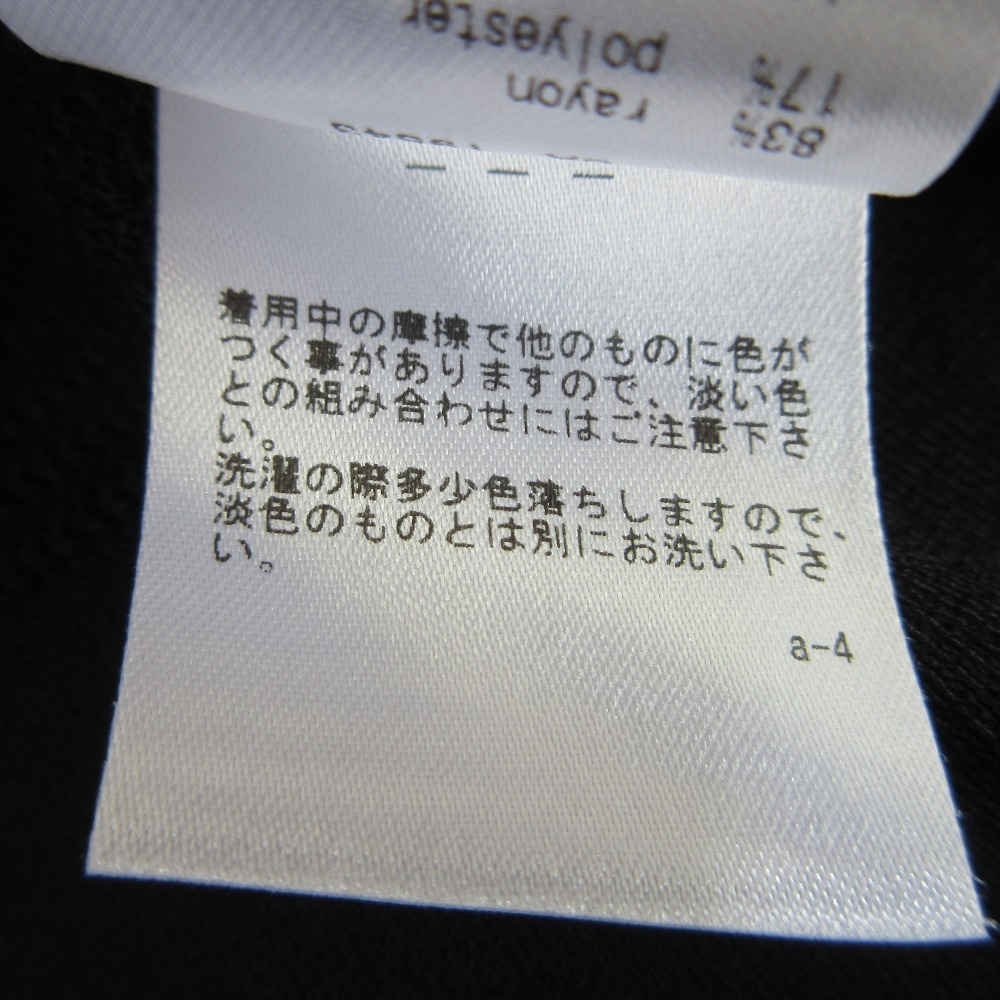 polyester
17%
rayon
83%
着用中の摩擦で他のものに色が
つく事がありますので、淡い色
との組み合わせにはご注意下さ
い。
洗濯の際多少色落ちしますので、
淡色のものとは別にお洗い下さ
い。
a-4